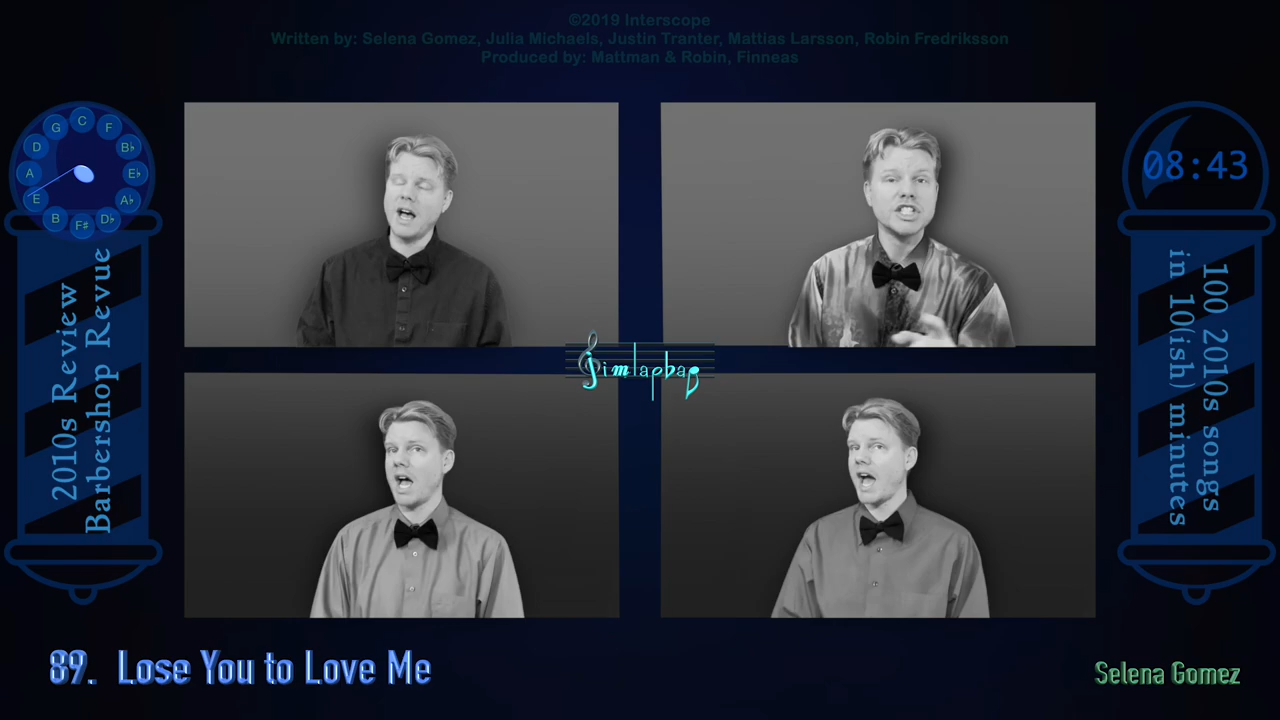 ©2019 Interscope
Written by: Selena Gomez, Julia Michaels, Justin Tranter, Mattias Larsson, Robin Fredriksson
Produced by: Mattman & Robin, Finneas
C
F
B♭
E♭
A♭
D♭
F#
B
E
A
D
G
08:43
2010s Review
Barbershop Revue
Jimlapbap
100 2010s songs
in 10(ish) minutes
89. Lose You to Love Me
Selena Gomez